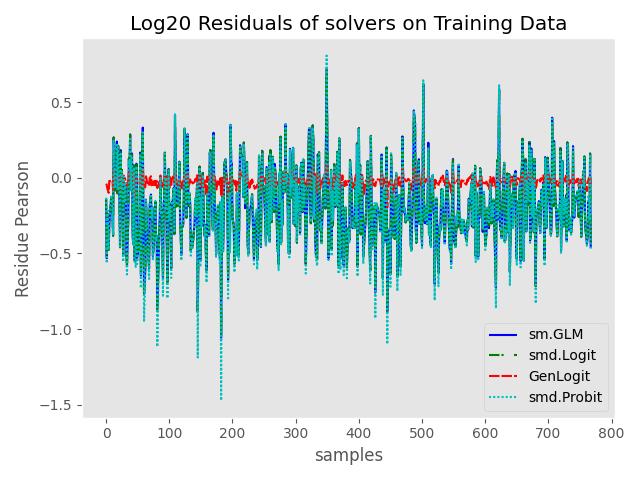 Log20 Residuals of solvers on Training Data
Residue Pearson
0.5
0.0
−0.5
−1.0
−1.5
0 100 200 300 400 500 600 700 800
samples
sm.GLM
smd.Logit
GenLogit
smd.Probit